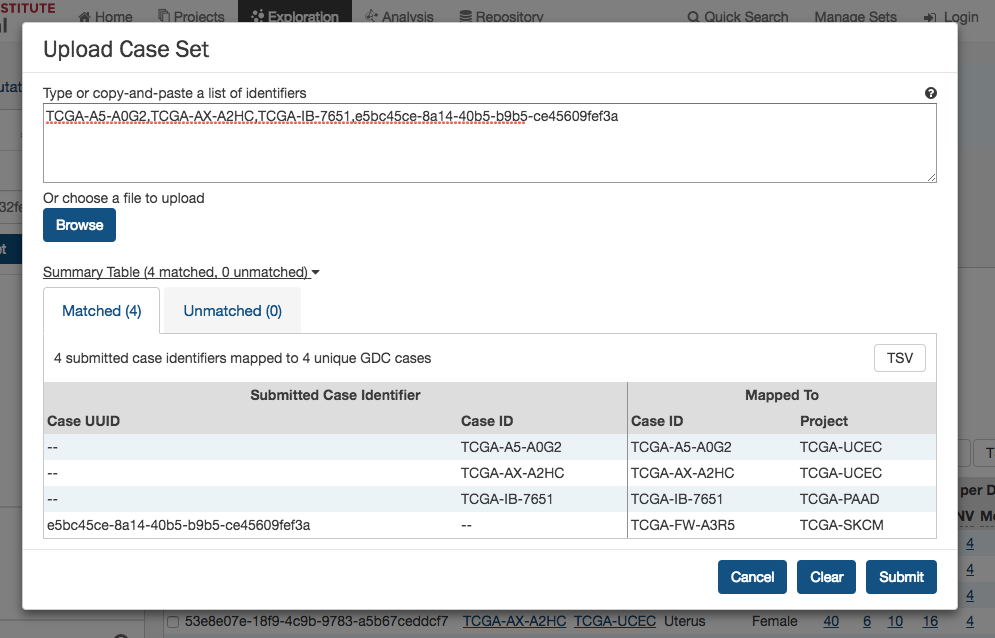 STITUTE
Home Projects Exploration Analysis Repository Quick Search Manage Sets Login
Upload Case Set
Type or copy-and-paste a list of identifiers
TCGA-A5-A0G2,TCGA-AX-A2HC,TCGA-IB-7651,e5bc45ce-8a14-40b5-b9b5-ce45609fef3a
Or choose a file to upload
Browse
Summary Table (4 matched, 0 unmatched)
Matched (4) Unmatched (0)
4 submitted case identifiers mapped to 4 unique GDC cases TSV
Submitted Case Identifier Mapped To
Case UUID Case ID Case ID Project
-- TCGA-A5-A0G2 TCGA-A5-A0G2 TCGA-UCEC
-- TCGA-AX-A2HC TCGA-AX-A2HC TCGA-UCEC
-- TCGA-IB-7651 TCGA-IB-7651 TCGA-PAAD
e5bc45ce-8a14-40b5-b9b5-ce45609fef3a -- TCGA-FW-A3R5 TCGA-SKCM
per D
NV M
4
4
4
Cancel Clear Submit
53e8e07e-18f9-4c9b-9783-a5b67ceddcf7 TCGA-AX-A2HC TCGA-UCEC Uterus Female 40 6 10 16 4